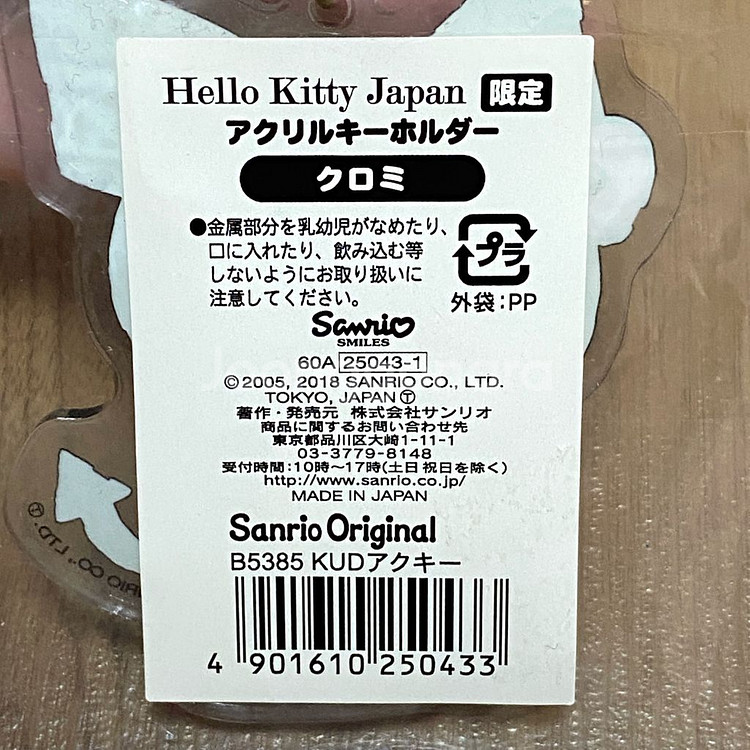 Hello Kitty Japan 限定
アクリルキーホルダー
クロミ
●金属部分を乳幼児がなめたり、
口に入れたり、飲み込む等
しないようにお取り扱いに
注意してください。
プラ
外袋:PP
Sanrio
SMILES
60A 25043-1
©2005, 2018 SANRIO CO., LTD.
TOKYO, JAPAN Ⓣ
著作・発売元 株式会社サンリオ
商品に関するお問い合わせ先
東京都品川区大崎1-11-1
03-3779-8148
受付時間:10時〜17時(土日祝日を除く)
http://www.sanrio.co.jp/
MADE IN JAPAN
Sanrio Original
B5385 KUDアクキー
4 901610 250433